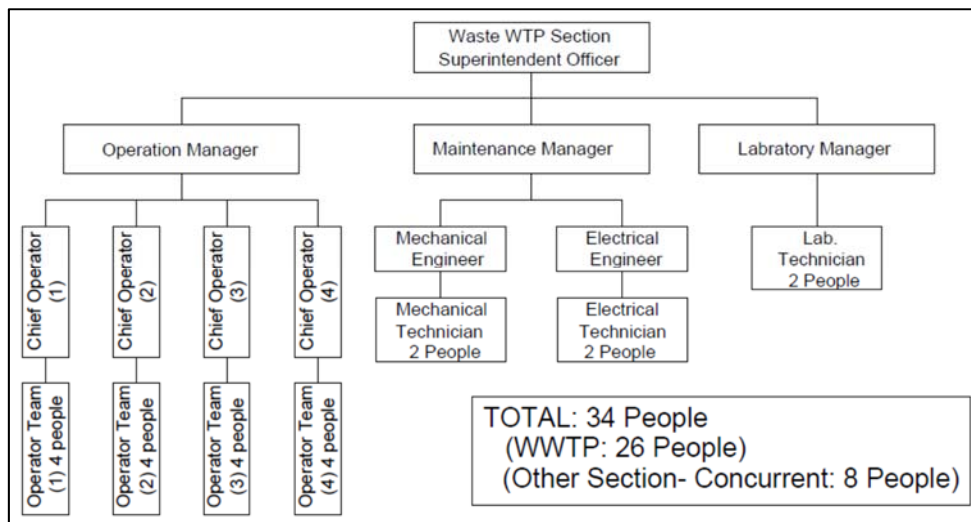 Waste WTP Section
Superintendent Officer
Operation Manager
Maintenance Manager
Labratory Manager
Chief Operator
(1)
Chief Operator
(2)
Chief Operator
(3)
Chief Operator
(4)
Mechanical
Engineer
Electrical
Engineer
Lab.
Technician
2 People
Mechanical
Technician
2 People
Electrical
Technician
2 People
Operator Team
(1) 4 people
Operator Team
(2) 4 people
Operator Team
(3) 4 people
Operator Team
(4) 4 people
TOTAL: 34 People
(WWTP: 26 People)
(Other Section- Concurrent: 8 People)